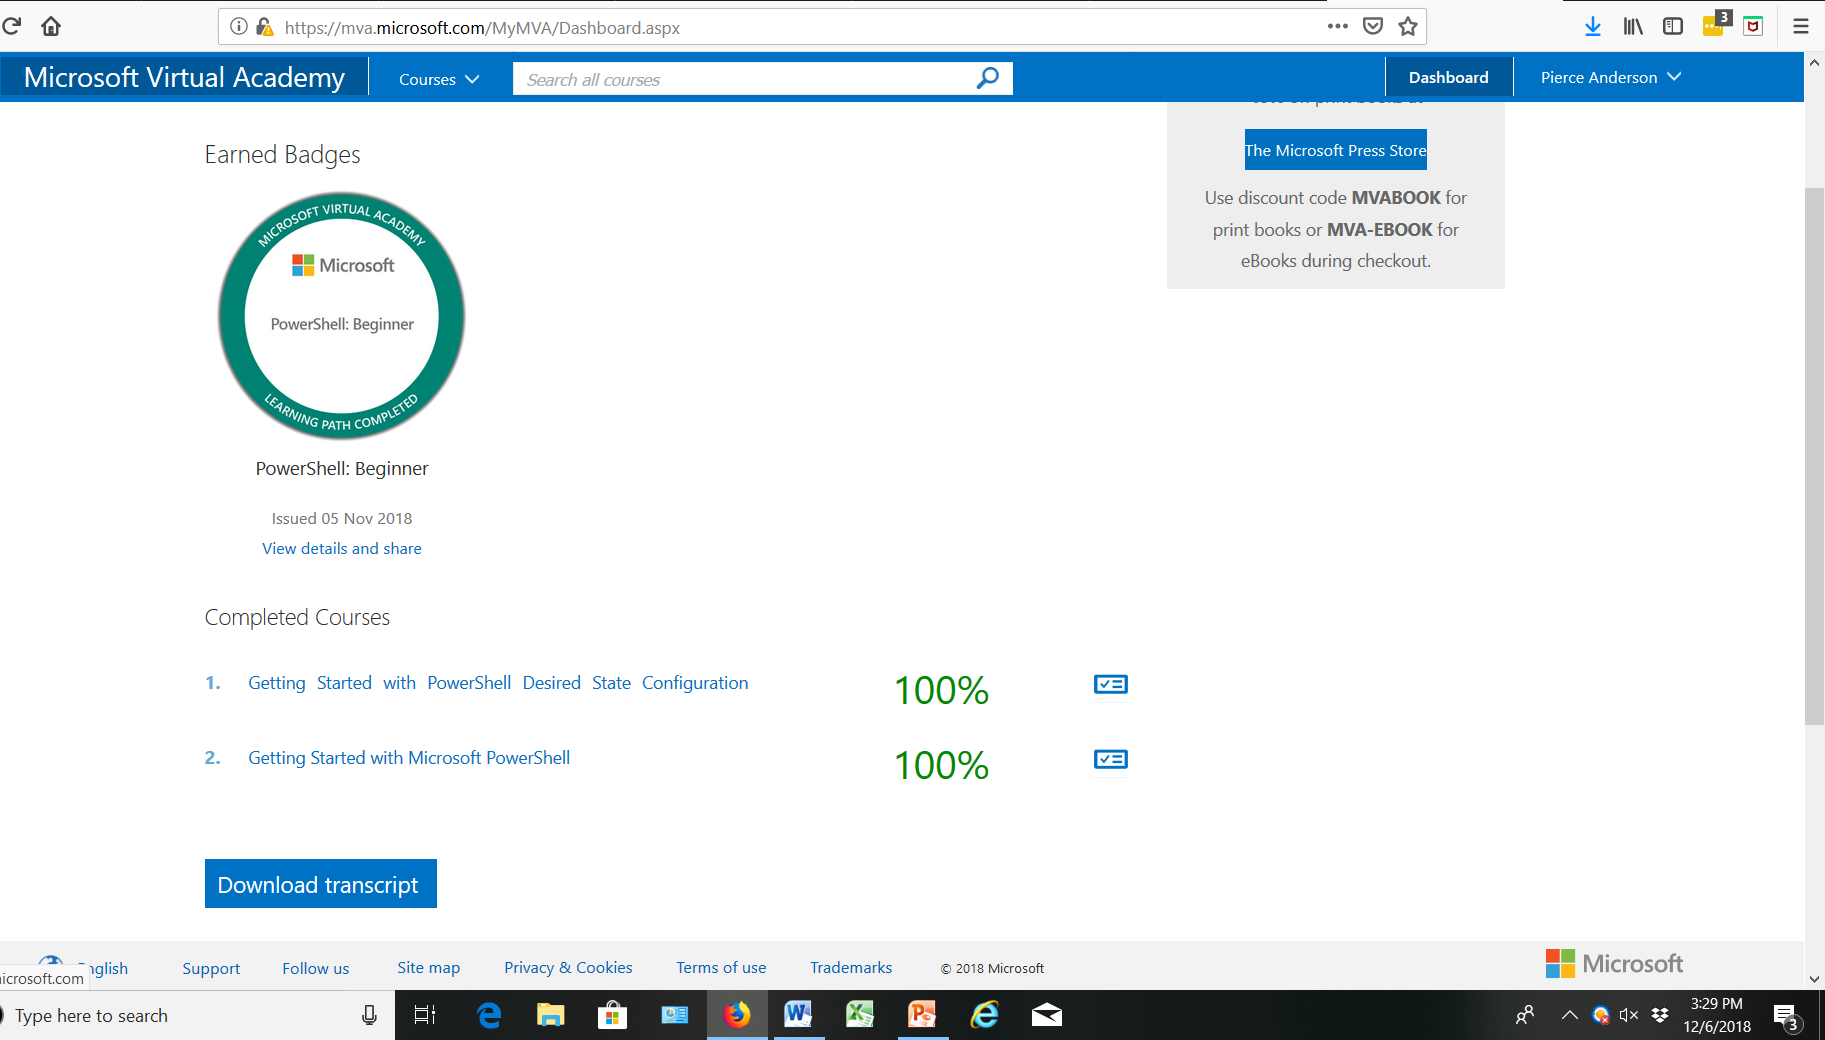 https://mva.microsoft.com/MyMVA/Dashboard.aspx
3
Microsoft Virtual Academy
Courses
Search all courses
Dashboard
Pierce Anderson
The Microsoft Press Store
Use discount code MVABOOK for
print books or MVA-EBOOK for
eBooks during checkout.
Earned Badges
MICROSOFT VIRTUAL ACADEMY
Microsoft
PowerShell: Beginner
LEARNING PATH COMPLETED
PowerShell: Beginner
Issued 05 Nov 2018
View details and share
Completed Courses
1. Getting Started with PowerShell Desired State Configuration 100%
2. Getting Started with Microsoft PowerShell 100%
Download transcript
nglish Support Follow us Site map Privacy & Cookies Terms of use Trademarks © 2018 Microsoft
Microsoft
icrosoft.com
Type here to search
3:29 PM
12/6/2018
3